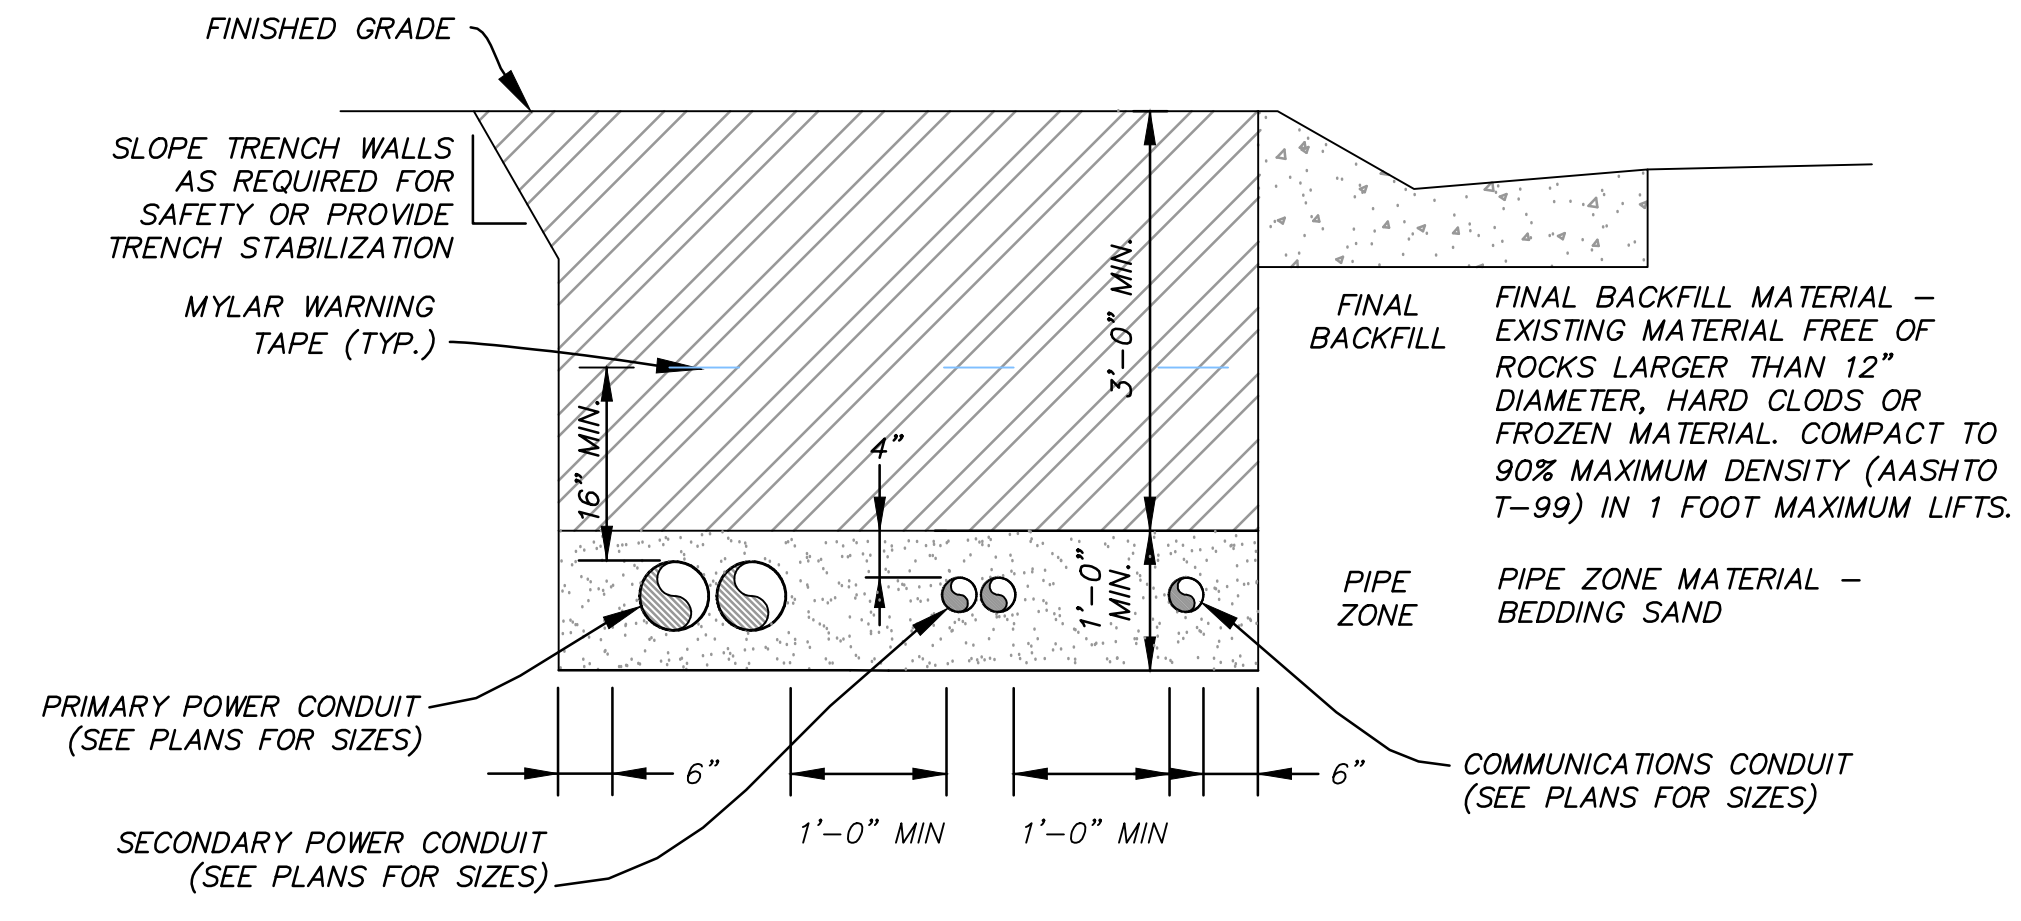 FINISHED GRADE
SLOPE TRENCH WALLS
AS REQUIRED FOR
SAFETY OR PROVIDE
TRENCH STABILIZATION
MYLAR WARNING
TAPE (TYP.)
16" MIN.
4"
3'-0" MIN.
1'-0"
MIN.
FINAL
BACKFILL
FINAL BACKFILL MATERIAL –
EXISTING MATERIAL FREE OF
ROCKS LARGER THAN 12"
DIAMETER, HARD CLODS OR
FROZEN MATERIAL. COMPACT TO
90% MAXIMUM DENSITY (AASHTO
T-99) IN 1 FOOT MAXIMUM LIFTS.
PIPE
ZONE
PIPE ZONE MATERIAL –
BEDDING SAND
PRIMARY POWER CONDUIT
(SEE PLANS FOR SIZES)
6"
1'-0" MIN
1'-0" MIN
6"
SECONDARY POWER CONDUIT
(SEE PLANS FOR SIZES)
COMMUNICATIONS CONDUIT
(SEE PLANS FOR SIZES)